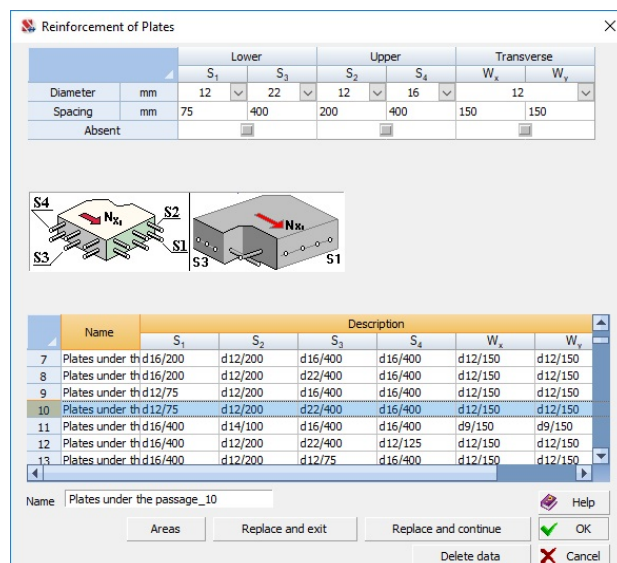 Reinforcement of Plates
Lower Upper Transverse
S1 S3 S2 S4 Wx Wy
Diameter mm 12 22 12 16 12
Spacing mm 75 400 200 400 150 150
Absent
S4 Nx1 S2 S3 S1 Nx1 S3 S1
Name Description
S1 S2 S3 S4 Wx Wy
7 Plates under th d16/200 d12/200 d16/400 d16/400 d12/150 d12/150
8 Plates under th d16/200 d12/200 d22/400 d16/400 d12/150 d12/150
9 Plates under th d12/75 d12/200 d16/400 d16/400 d12/150 d12/150
10 Plates under th d12/75 d12/200 d22/400 d16/400 d12/150 d12/150
11 Plates under th d16/400 d14/100 d16/400 d16/400 d9/150 d9/150
12 Plates under th d16/400 d12/200 d22/400 d12/125 d12/150 d12/150
13 Plates under th d16/400 d12/200 d12/75 d16/400 d12/150 d12/150
Name Plates under the passage_10 Help
Areas Replace and exit Replace and continue OK
Delete data Cancel